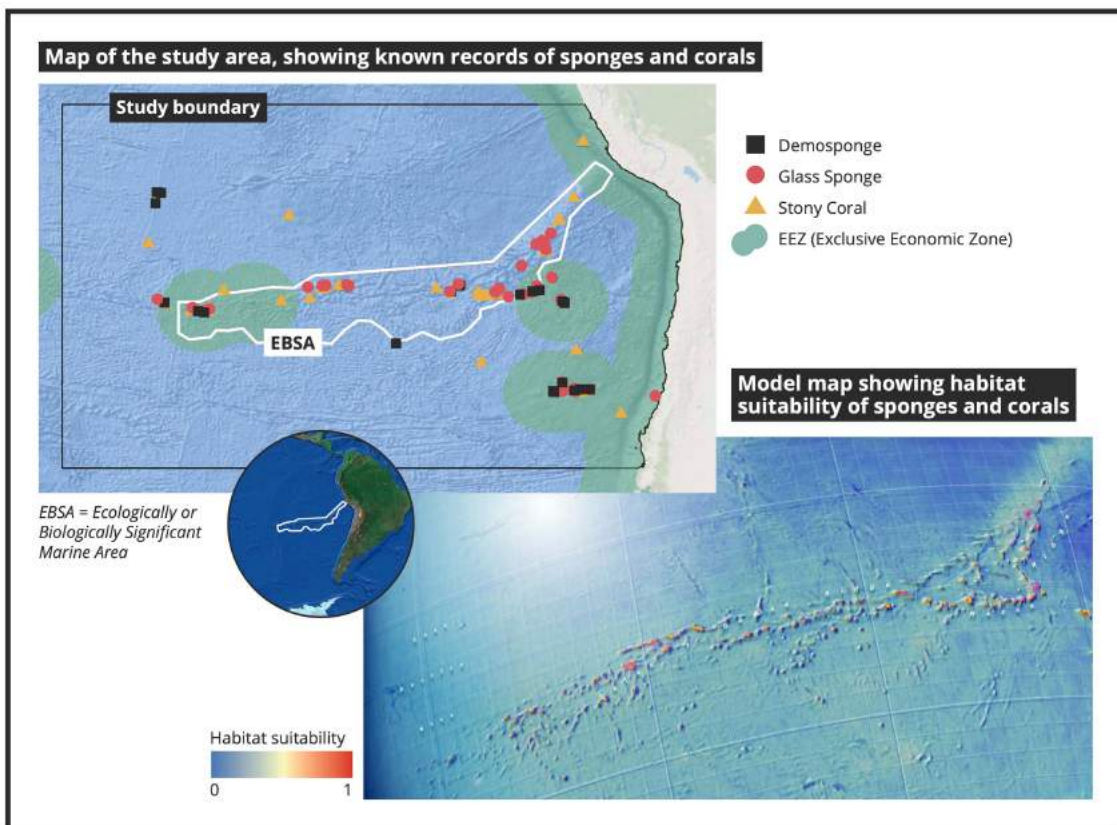 Map of the study area, showing known records of sponges and corals
Study boundary
Demosponge
Glass Sponge
Stony Coral
EEZ (Exclusive Economic Zone)
EBSA
EBSA = Ecologically or
Biologically Significant
Marine Area
Model map showing habitat
suitability of sponges and corals
Habitat suitability
0 1